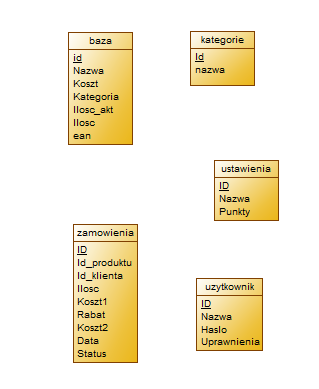 baza
id
Nazwa
Koszt
Kategoria
Ilosc_akt
Ilosc
ean
kategorie
Id
nazwa
ustawienia
ID
Nazwa
Punkty
zamowienia
ID
Id_produktu
Id_klienta
Ilosc
Koszt1
Rabat
Koszt2
Data
Status
uzytkownik
ID
Nazwa
Haslo
Uprawnienia